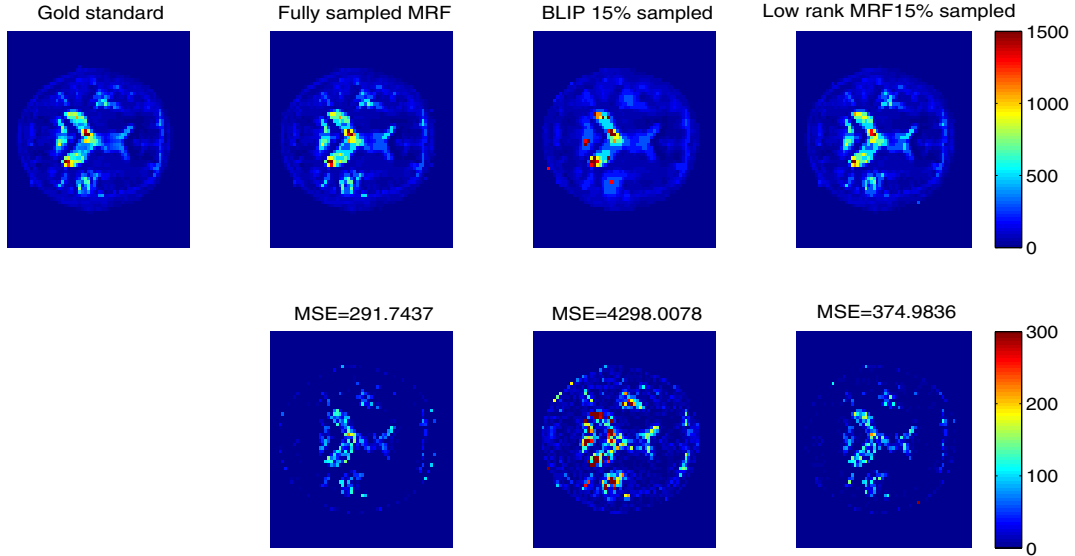 Gold standard
Fully sampled MRF
BLIP 15% sampled
Low rank MRF15% sampled
1500
1000
500
0
MSE=291.7437
MSE=4298.0078
MSE=374.9836
300
200
100
0